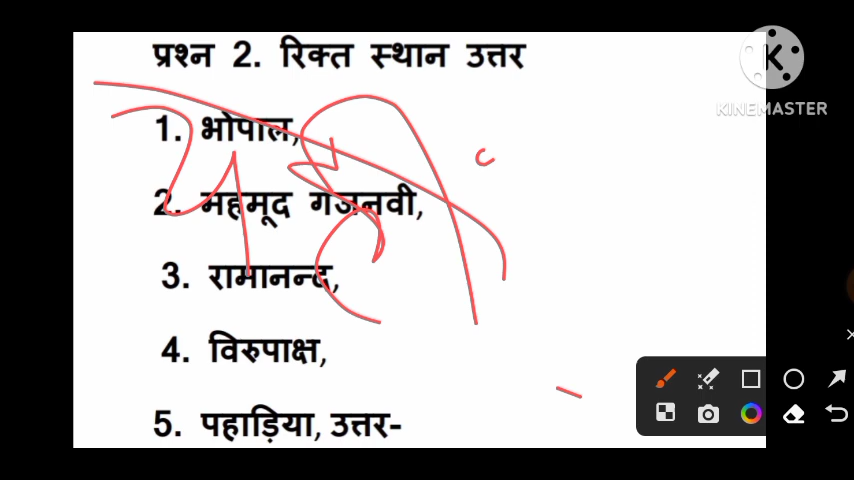 प्रश्न 2. रिक्त स्थान उत्तर
KINEMASTER
1. भोपाल,
2. महमूद गजनवी,
3. रामानन्द,
4. विरुपाक्ष,
5. पहाड़िया, उत्तर-